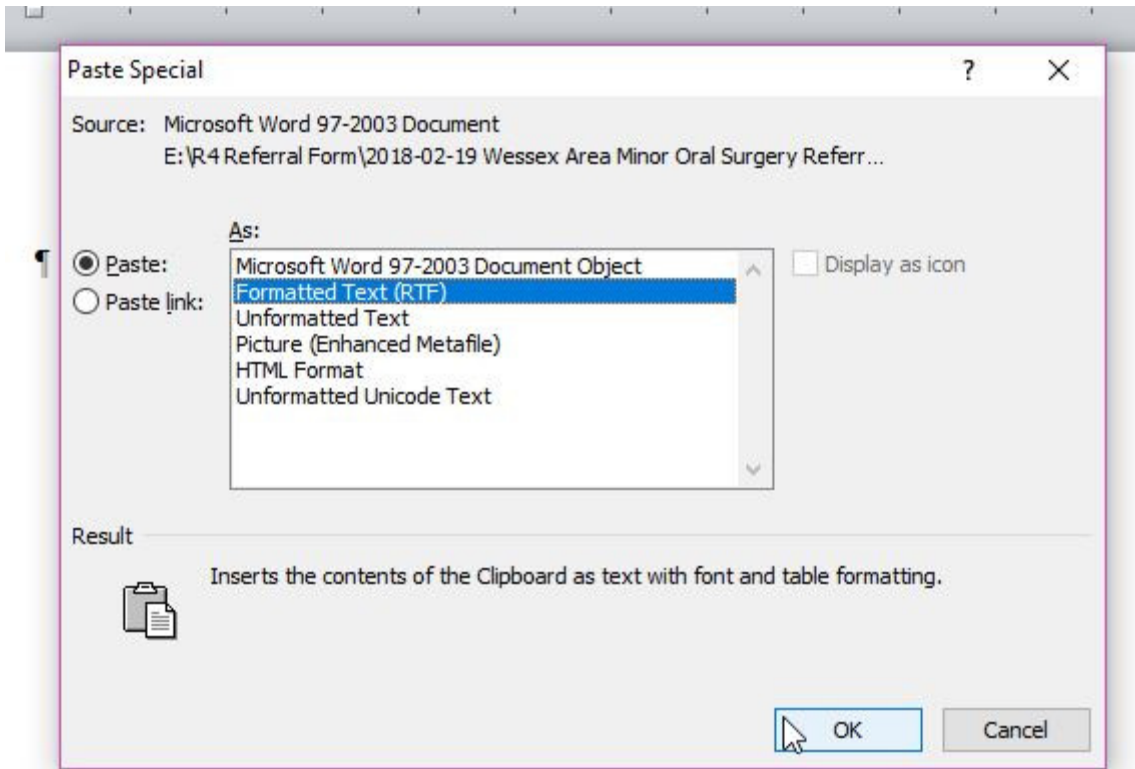 Paste Special
?
Source: Microsoft Word 97-2003 Document
E:\R4 Referral Form\2018-02-19 Wessex Area Minor Oral Surgery Referr...
As:
¶
Paste:
Paste link:
Microsoft Word 97-2003 Document Object
Formatted Text (RTF)
Unformatted Text
Picture (Enhanced Metafile)
HTML Format
Unformatted Unicode Text
Display as icon
Result
Inserts the contents of the Clipboard as text with font and table formatting.
OK
Cancel